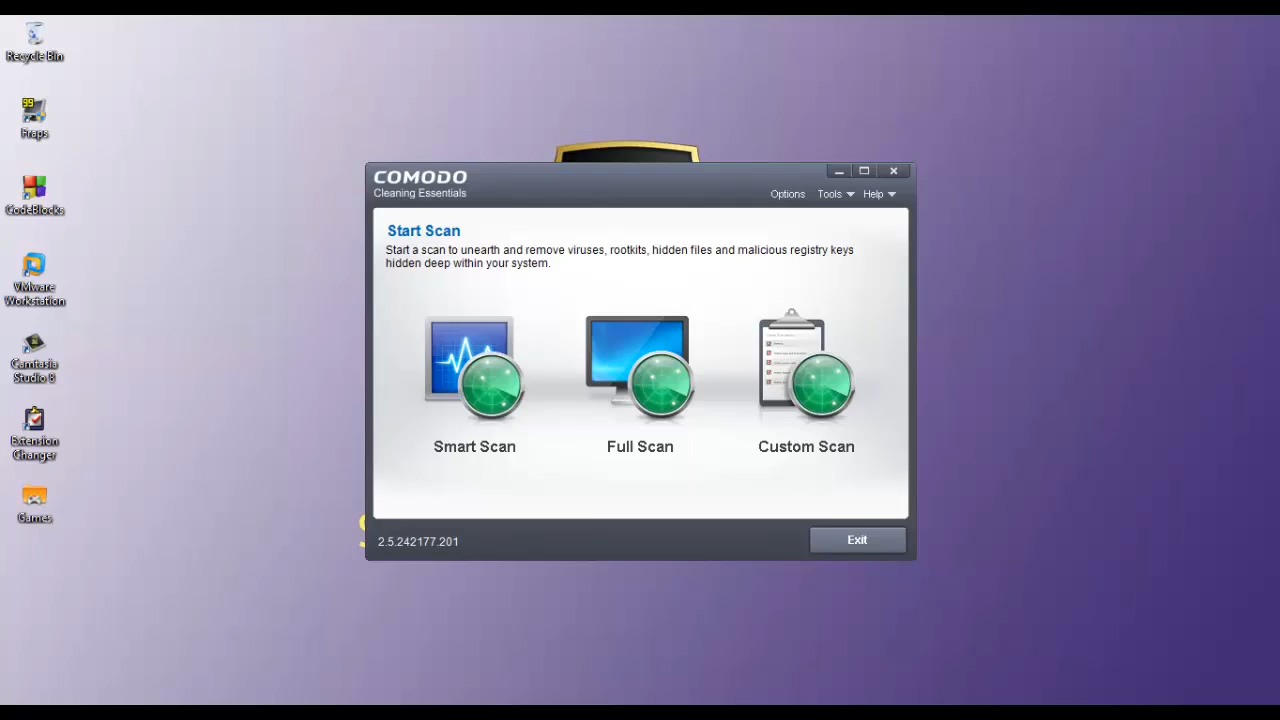 Recycle Bin
Fraps
CodeBlocks
VMware
Workstation
Camtasia
Studio 8
Extension
Changer
Games
COMODO
Cleaning Essentials
Options Tools Help
Start Scan
Start a scan to unearth and remove viruses, rootkits, hidden files and malicious registry keys
hidden deep within your system.
Smart Scan Full Scan Custom Scan
2.5.242177.201
Exit